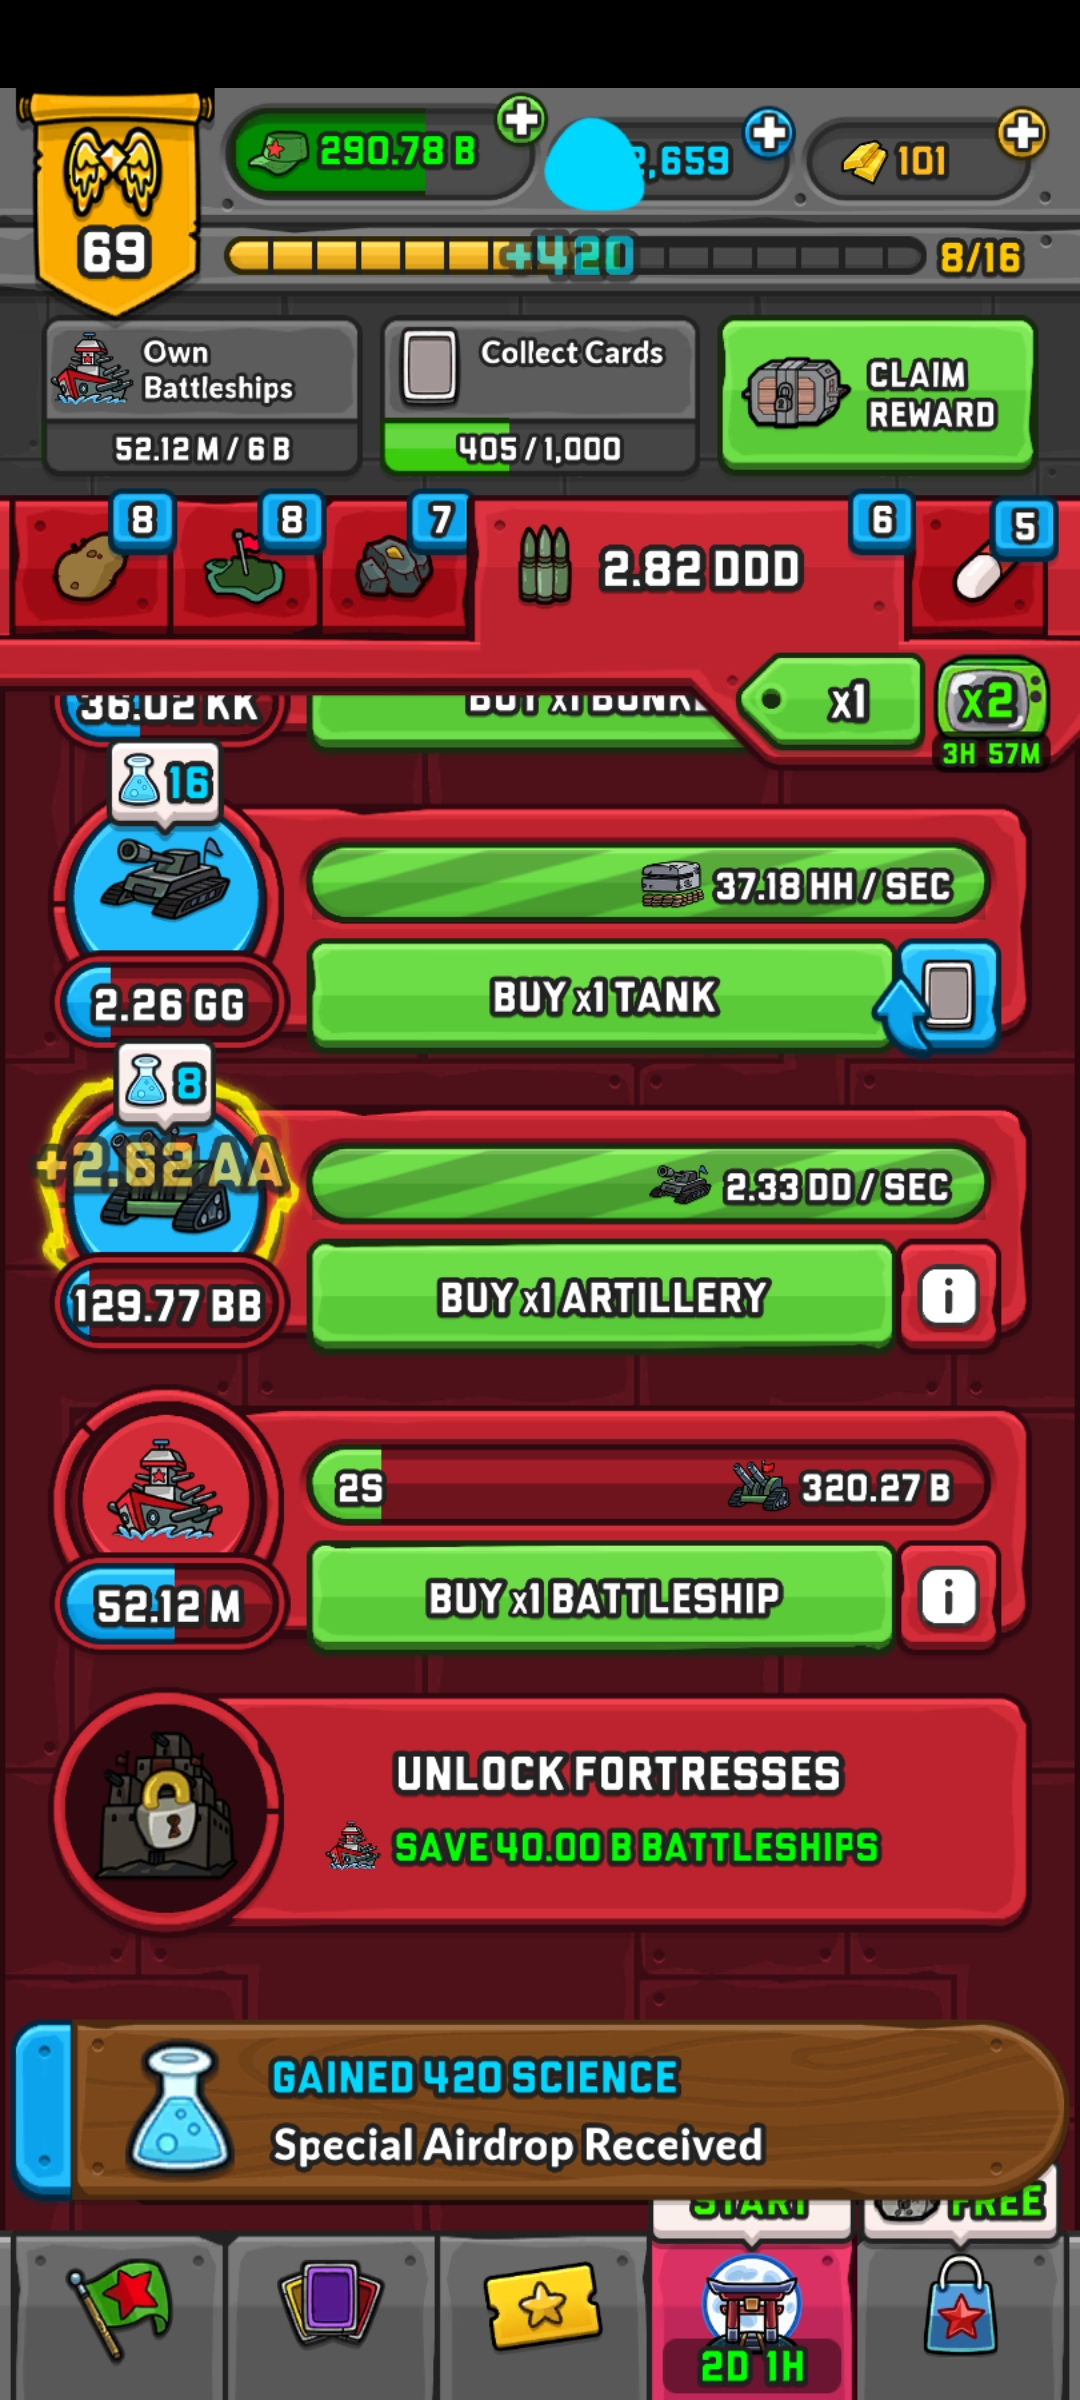 290.78 B
,659
101
69
+420
8/16
Own
Battleships
52.12 M / 6 B
Collect Cards
405 / 1,000
CLAIM
REWARD
8
8
7
2.82 DDD
6
5
x1
x2
3H 57M
36.02 KK
BUY x1
16
37.18 HH / SEC
2.26 GG
BUY x1 TANK
8
+2.62 AA
2.33 DD / SEC
129.77 BB
BUY x1 ARTILLERY
i
2S
320.27 B
52.12 M
BUY x1 BATTLESHIP
i
UNLOCK FORTRESSES
SAVE 40.00 B BATTLESHIPS
GAINED 420 SCIENCE
Special Airdrop Received
START
FREE
2D 1H